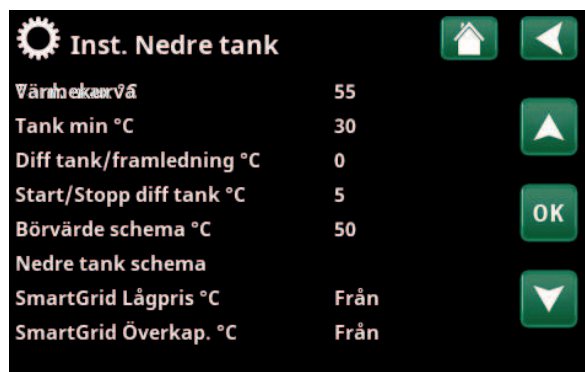 Inst. Nedre tank
55
Tank min °C 30
Diff tank/framledning °C 0
Start/Stopp diff tank °C 5
OK
Börvärde schema °C 50
Nedre tank schema
SmartGrid Lågpris °C Från
SmartGrid Överkap. °C Från